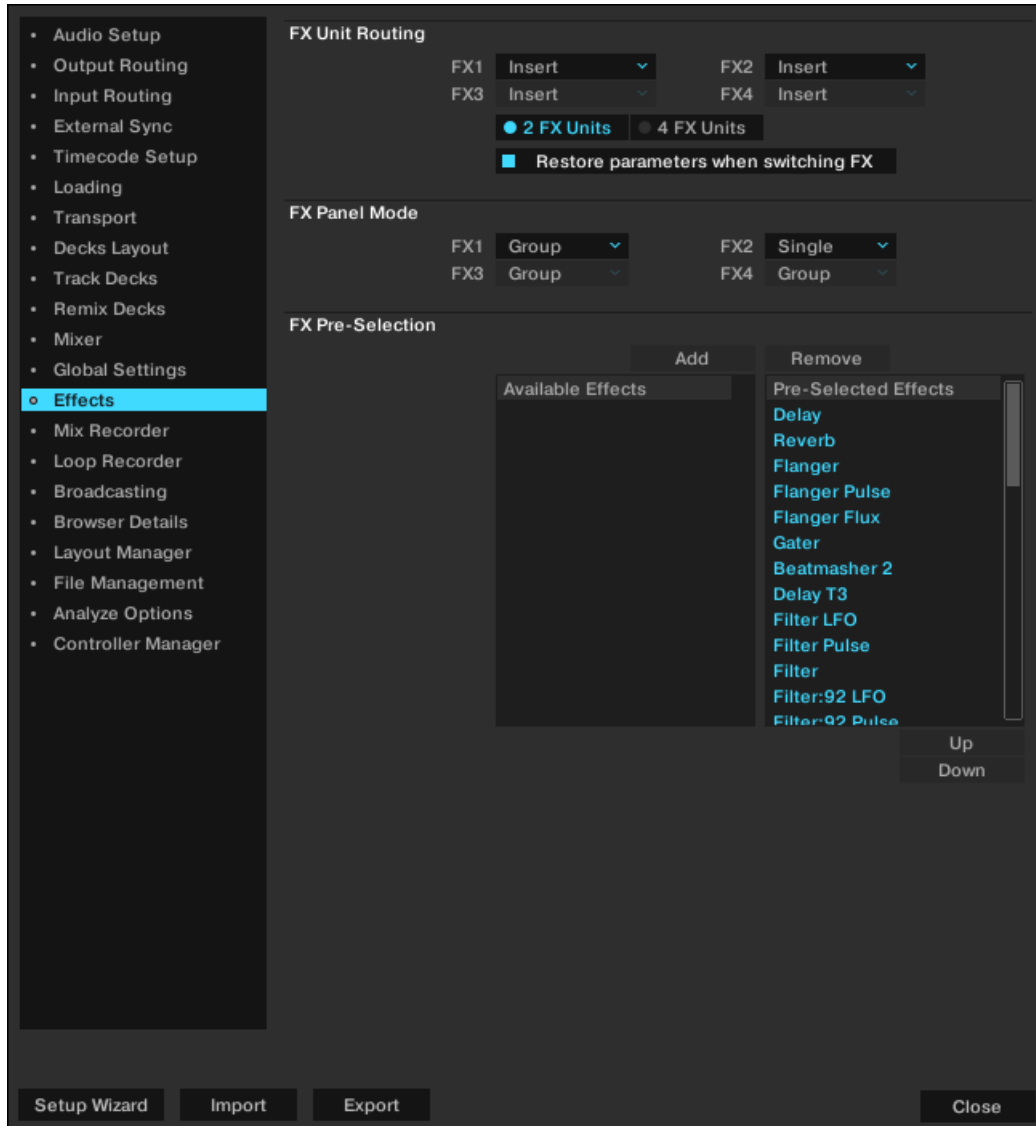 Audio Setup
Output Routing
Input Routing
External Sync
Timecode Setup
Loading
Transport
Decks Layout
Track Decks
Remix Decks
Mixer
Global Settings
Effects
Mix Recorder
Loop Recorder
Broadcasting
Browser Details
Layout Manager
File Management
Analyze Options
Controller Manager
FX Unit Routing
FX1 Insert FX2 Insert
FX3 Insert FX4 Insert
2 FX Units 4 FX Units
Restore parameters when switching FX
FX Panel Mode
FX1 Group FX2 Single
FX3 Group FX4 Group
FX Pre-Selection
Add Remove
Available Effects
Pre-Selected Effects
Delay
Reverb
Flanger
Flanger Pulse
Flanger Flux
Gater
Beatmasher 2
Delay T3
Filter LFO
Filter Pulse
Filter
Filter:92 LFO
Filter:92 Pulse
Up
Down
Setup Wizard Import Export Close